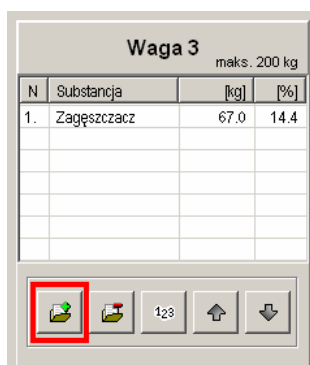 Waga 3
maks. 200 kg
N Substancja [kg] [%]
1. Zagęszczacz 67.0 14.4
123